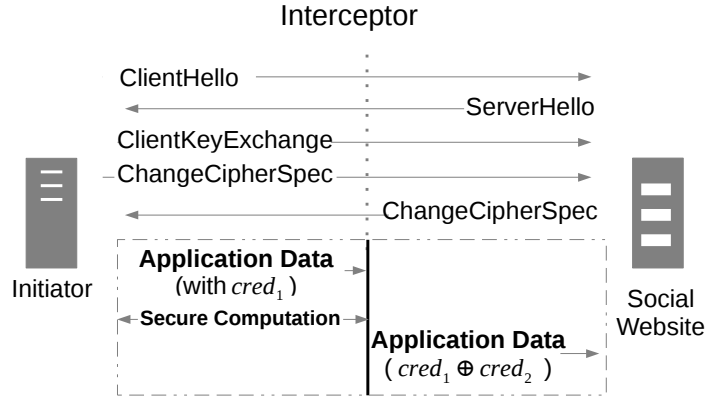 Interceptor
ClientHello
ServerHello
ClientKeyExchange
ChangeCipherSpec
ChangeCipherSpec
Initiator
Application Data
(with cred₁)
Secure Computation
Social
Website
Application Data
( cred₁ ⊕ cred₂ )